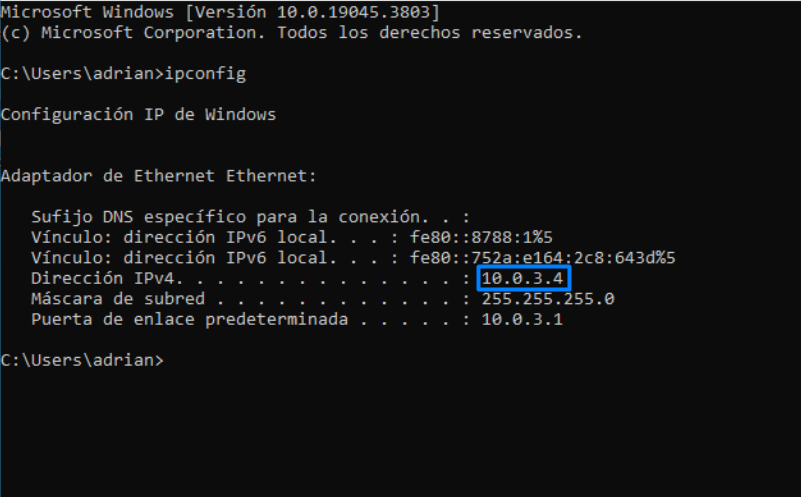 Microsoft Windows [Versión 10.0.19045.3803]
(c) Microsoft Corporation. Todos los derechos reservados.
C:\Users\adrian>ipconfig
Configuración IP de Windows
Adaptador de Ethernet Ethernet:
Sufijo DNS específico para la conexión. . :
Vínculo: dirección IPv6 local. . . : fe80::8788:1%5
Vínculo: dirección IPv6 local. . . : fe80::752a:e164:2c8:643d%5
Dirección IPv4. . . . . . . . . . . . . . : 10.0.3.4
Máscara de subred . . . . . . . . . . . . : 255.255.255.0
Puerta de enlace predeterminada . . . . . : 10.0.3.1
C:\Users\adrian>